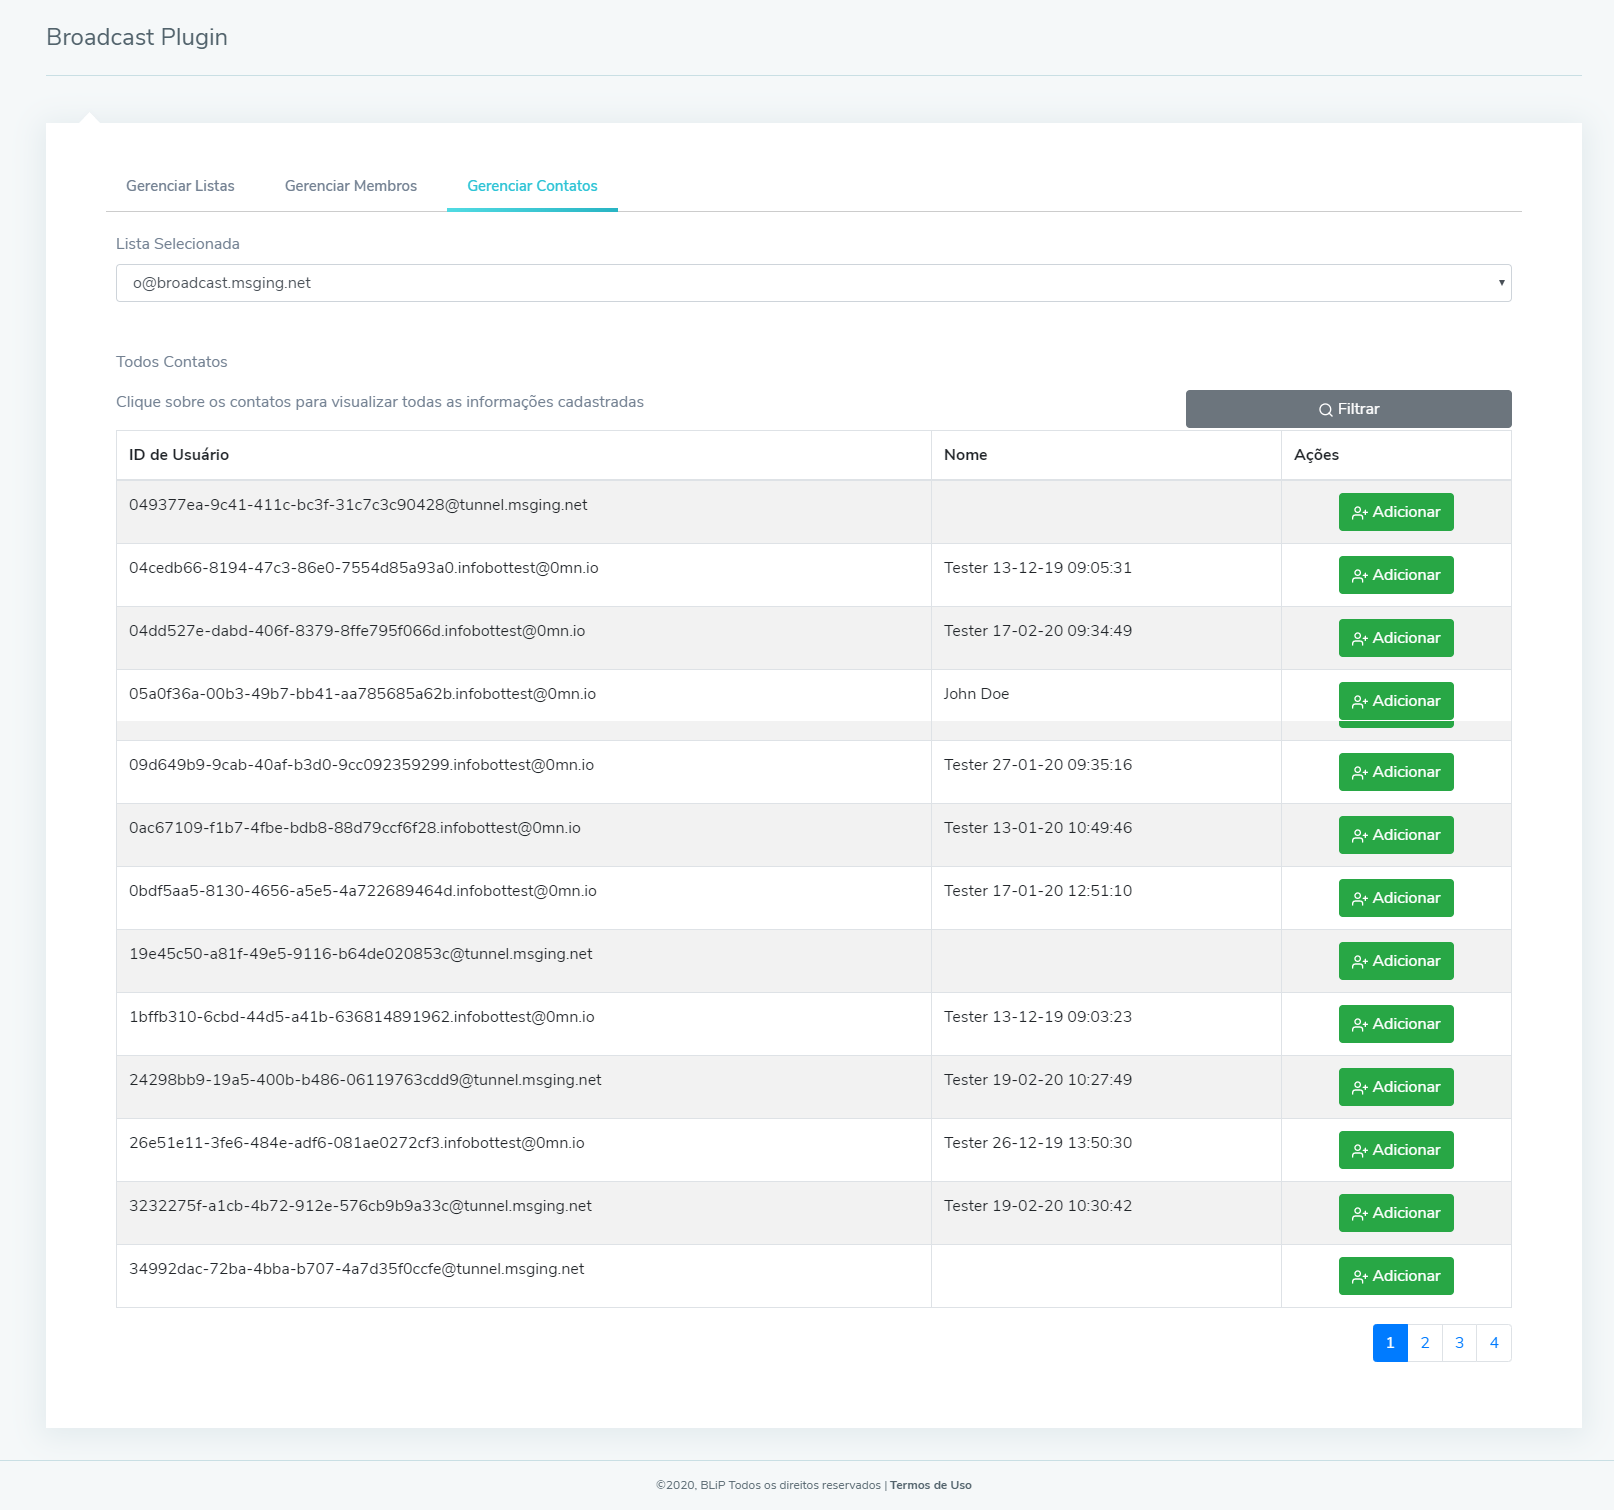 Broadcast Plugin
Gerenciar Listas Gerenciar Membros Gerenciar Contatos
Lista Selecionada
o@broadcast.msging.net
Todos Contatos
Clique sobre os contatos para visualizar todas as informações cadastradas
Filtrar
ID de Usuário Nome Ações
049377ea-9c41-411c-bc3f-31c7c3c90428@tunnel.msging.net Adicionar
04cedb66-8194-47c3-86e0-7554d85a93a0.infobottest@0mn.io Tester 13-12-19 09:05:31 Adicionar
04dd527e-dabd-406f-8379-8ffe795f066d.infobottest@0mn.io Tester 17-02-20 09:34:49 Adicionar
05a0f36a-00b3-49b7-bb41-aa785685a62b.infobottest@0mn.io John Doe Adicionar
09d649b9-9cab-40af-b3d0-9cc092359299.infobottest@0mn.io Tester 27-01-20 09:35:16 Adicionar
0ac67109-f1b7-4fbe-bdb8-88d79ccf6f28.infobottest@0mn.io Tester 13-01-20 10:49:46 Adicionar
0bdf5aa5-8130-4656-a5e5-4a722689464d.infobottest@0mn.io Tester 17-01-20 12:51:10 Adicionar
19e45c50-a81f-49e5-9116-b64de020853c@tunnel.msging.net Adicionar
1bffb310-6cbd-44d5-a41b-636814891962.infobottest@0mn.io Tester 13-12-19 09:03:23 Adicionar
24298bb9-19a5-400b-b486-06119763cdd9@tunnel.msging.net Tester 19-02-20 10:27:49 Adicionar
26e51e11-3fe6-484e-adf6-081ae0272cf3.infobottest@0mn.io Tester 26-12-19 13:50:30 Adicionar
3232275f-a1cb-4b72-912e-576cb9b9a33c@tunnel.msging.net Tester 19-02-20 10:30:42 Adicionar
34992dac-72ba-4bba-b707-4a7d35f0ccfe@tunnel.msging.net Adicionar
1 2 3 4
©2020, BLiP Todos os direitos reservados | Termos de Uso